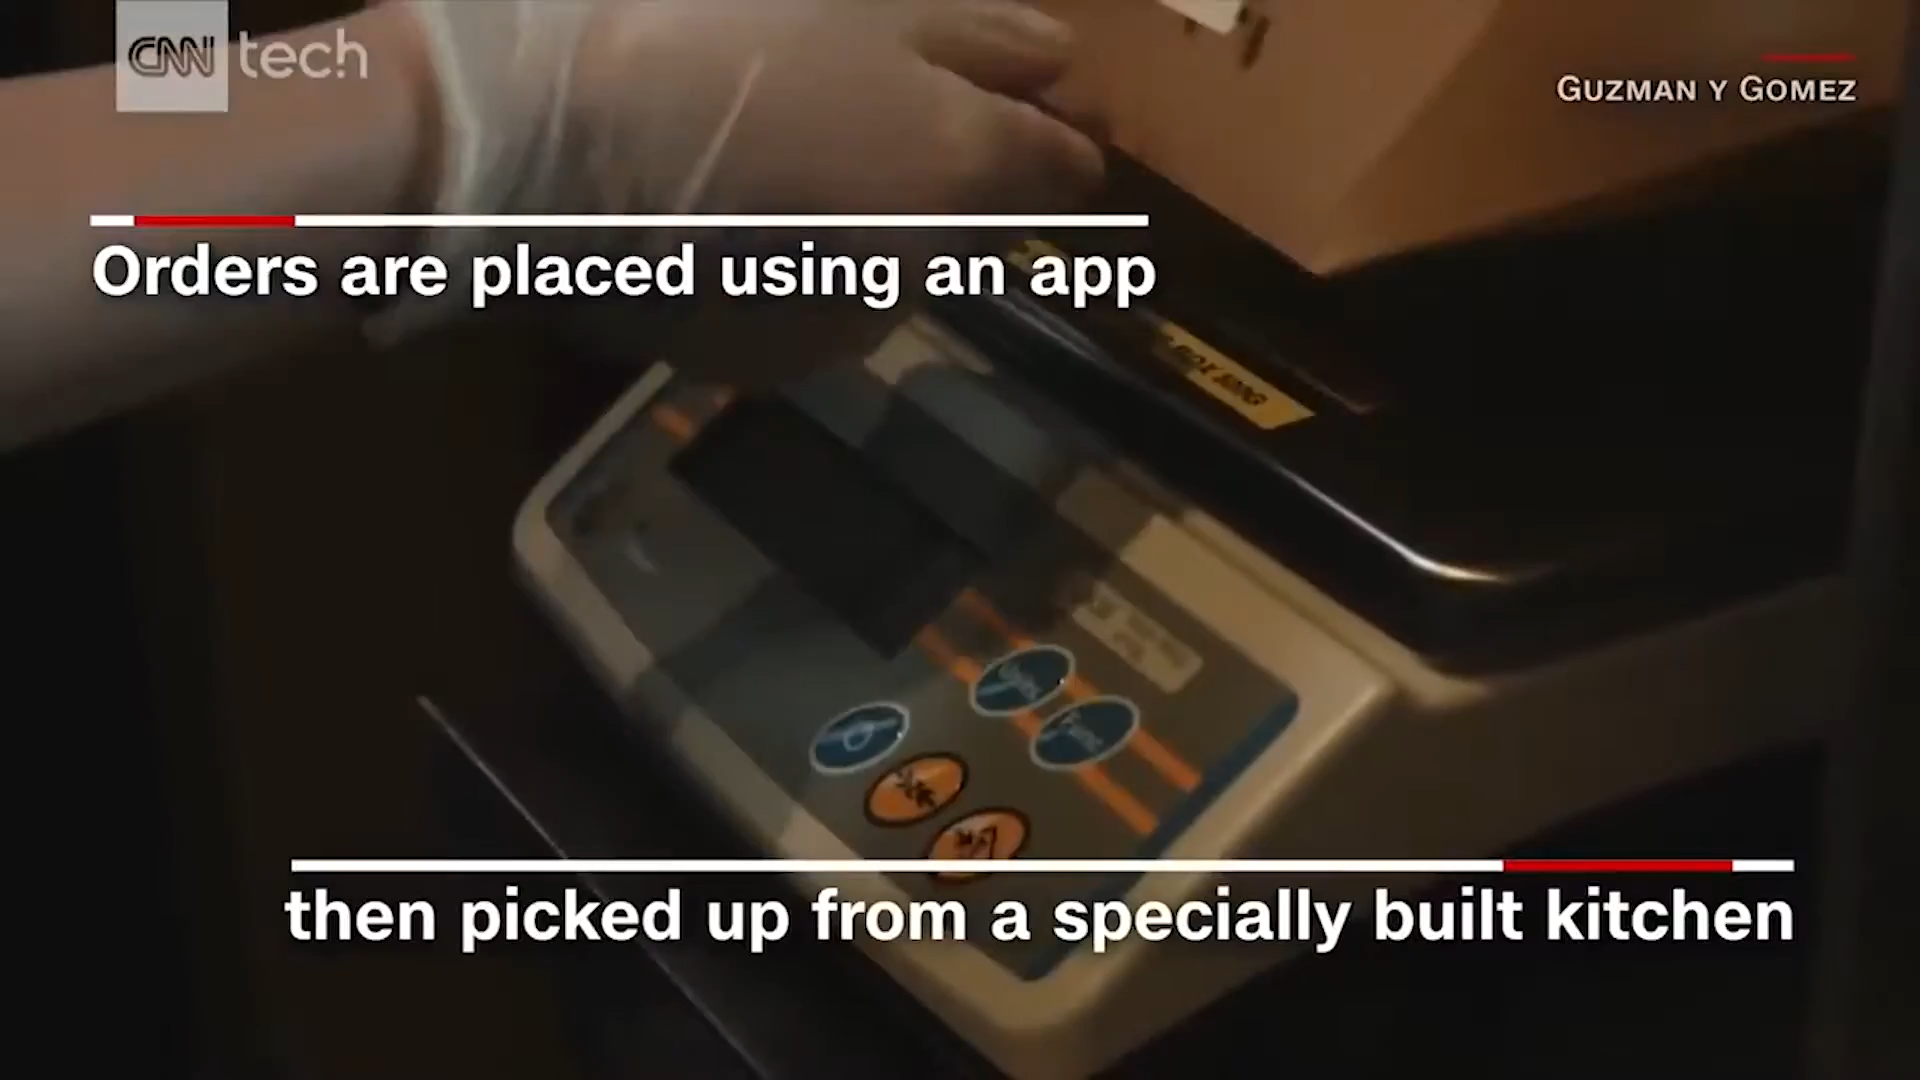 CNN tech
GUZMAN Y GOMEZ
Orders are placed using an app
then picked up from a specially built kitchen